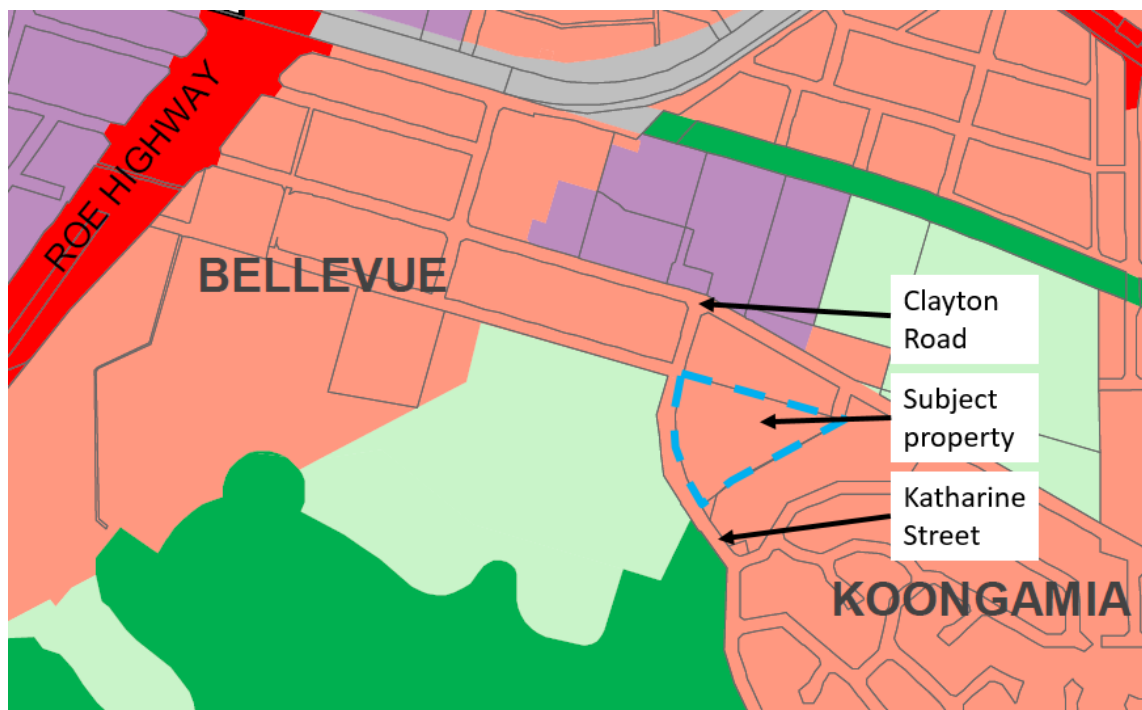 ROE HIGHWAY
BELLEVUE
Clayton
Road
Subject
property
Katharine
Street
KOONGAMIA